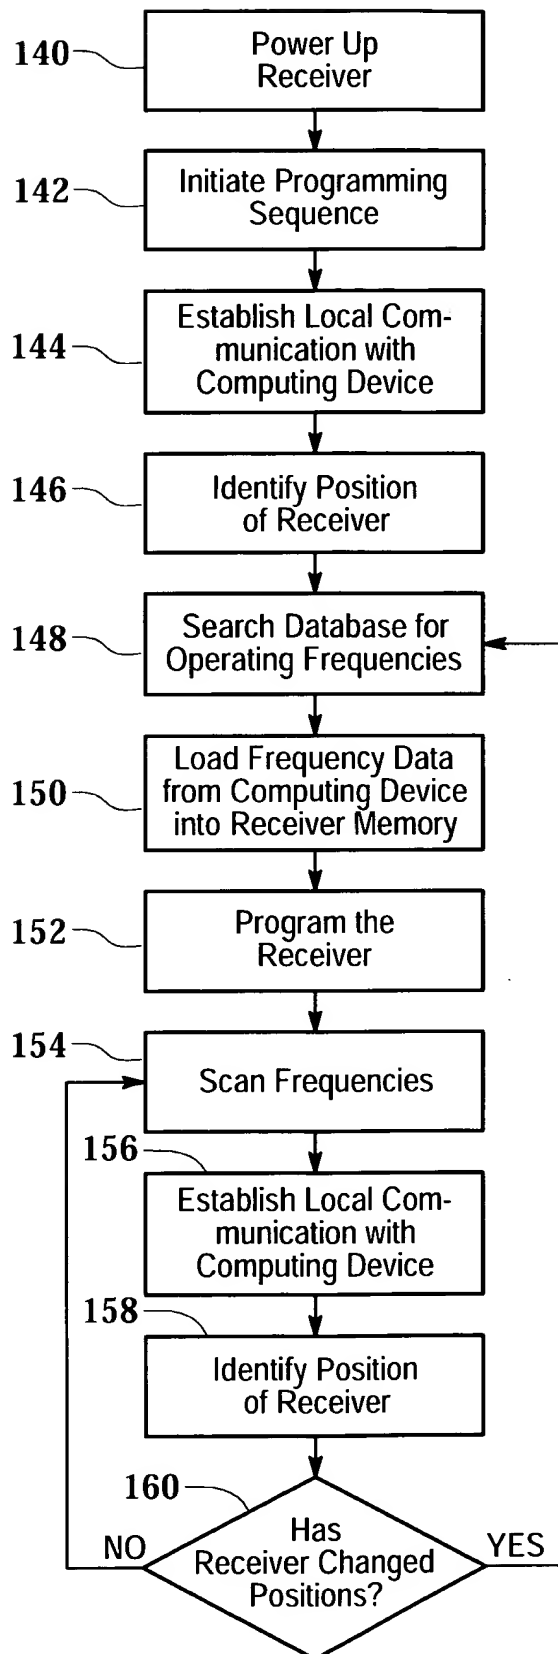 140
Power Up
Receiver
142
Initiate Programming
Sequence
144
Establish Local Com-
munication with
Computing Device
146
Identify Position
of Receiver
148
Search Database for
Operating Frequencies
150
Load Frequency Data
from Computing Device
into Receiver Memory
152
Program the
Receiver
154
Scan Frequencies
156
Establish Local Com-
munication with
Computing Device
158
Identify Position
of Receiver
160
Has
Receiver Changed
Positions?
NO
YES